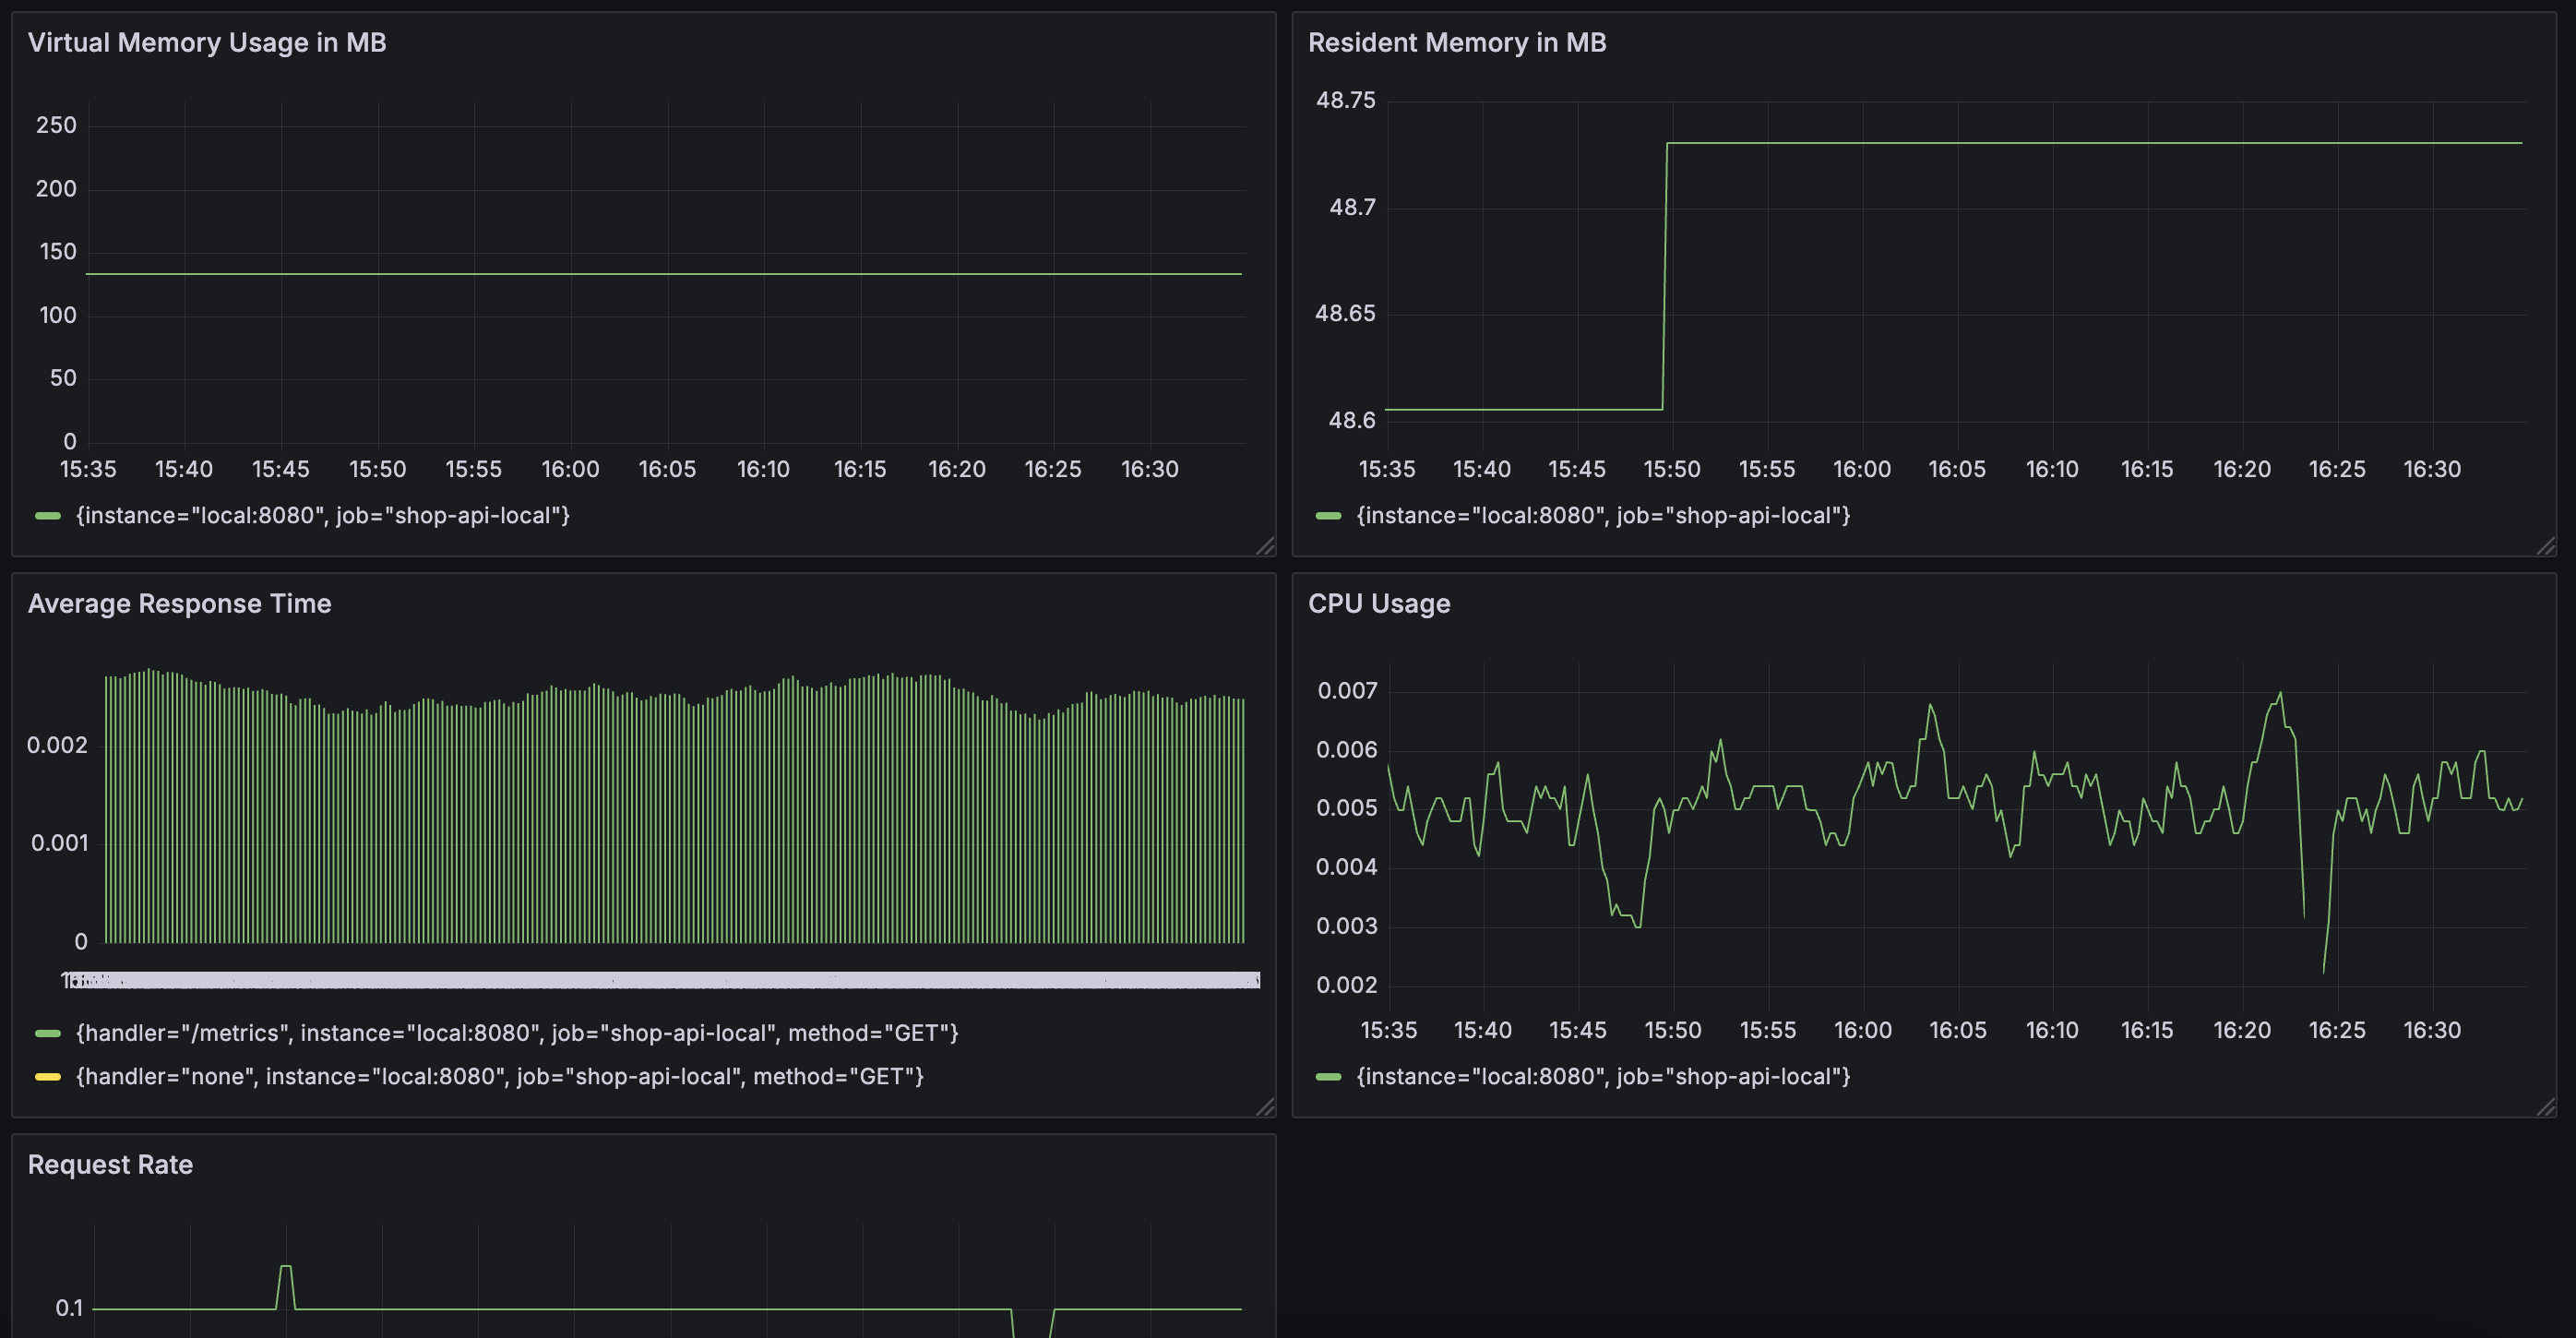 Virtual Memory Usage in MB
250
200
150
100
50
0
15:35 15:40 15:45 15:50 15:55 16:00 16:05 16:10 16:15 16:20 16:25 16:30
{instance="local:8080", job="shop-api-local"}
Resident Memory in MB
48.75
48.7
48.65
48.6
15:35 15:40 15:45 15:50 15:55 16:00 16:05 16:10 16:15 16:20 16:25 16:30
{instance="local:8080", job="shop-api-local"}
Average Response Time
0.002
0.001
0
{handler="/metrics", instance="local:8080", job="shop-api-local", method="GET"}
{handler="none", instance="local:8080", job="shop-api-local", method="GET"}
CPU Usage
0.007
0.006
0.005
0.004
0.003
0.002
15:35 15:40 15:45 15:50 15:55 16:00 16:05 16:10 16:15 16:20 16:25 16:30
{instance="local:8080", job="shop-api-local"}
Request Rate
0.1